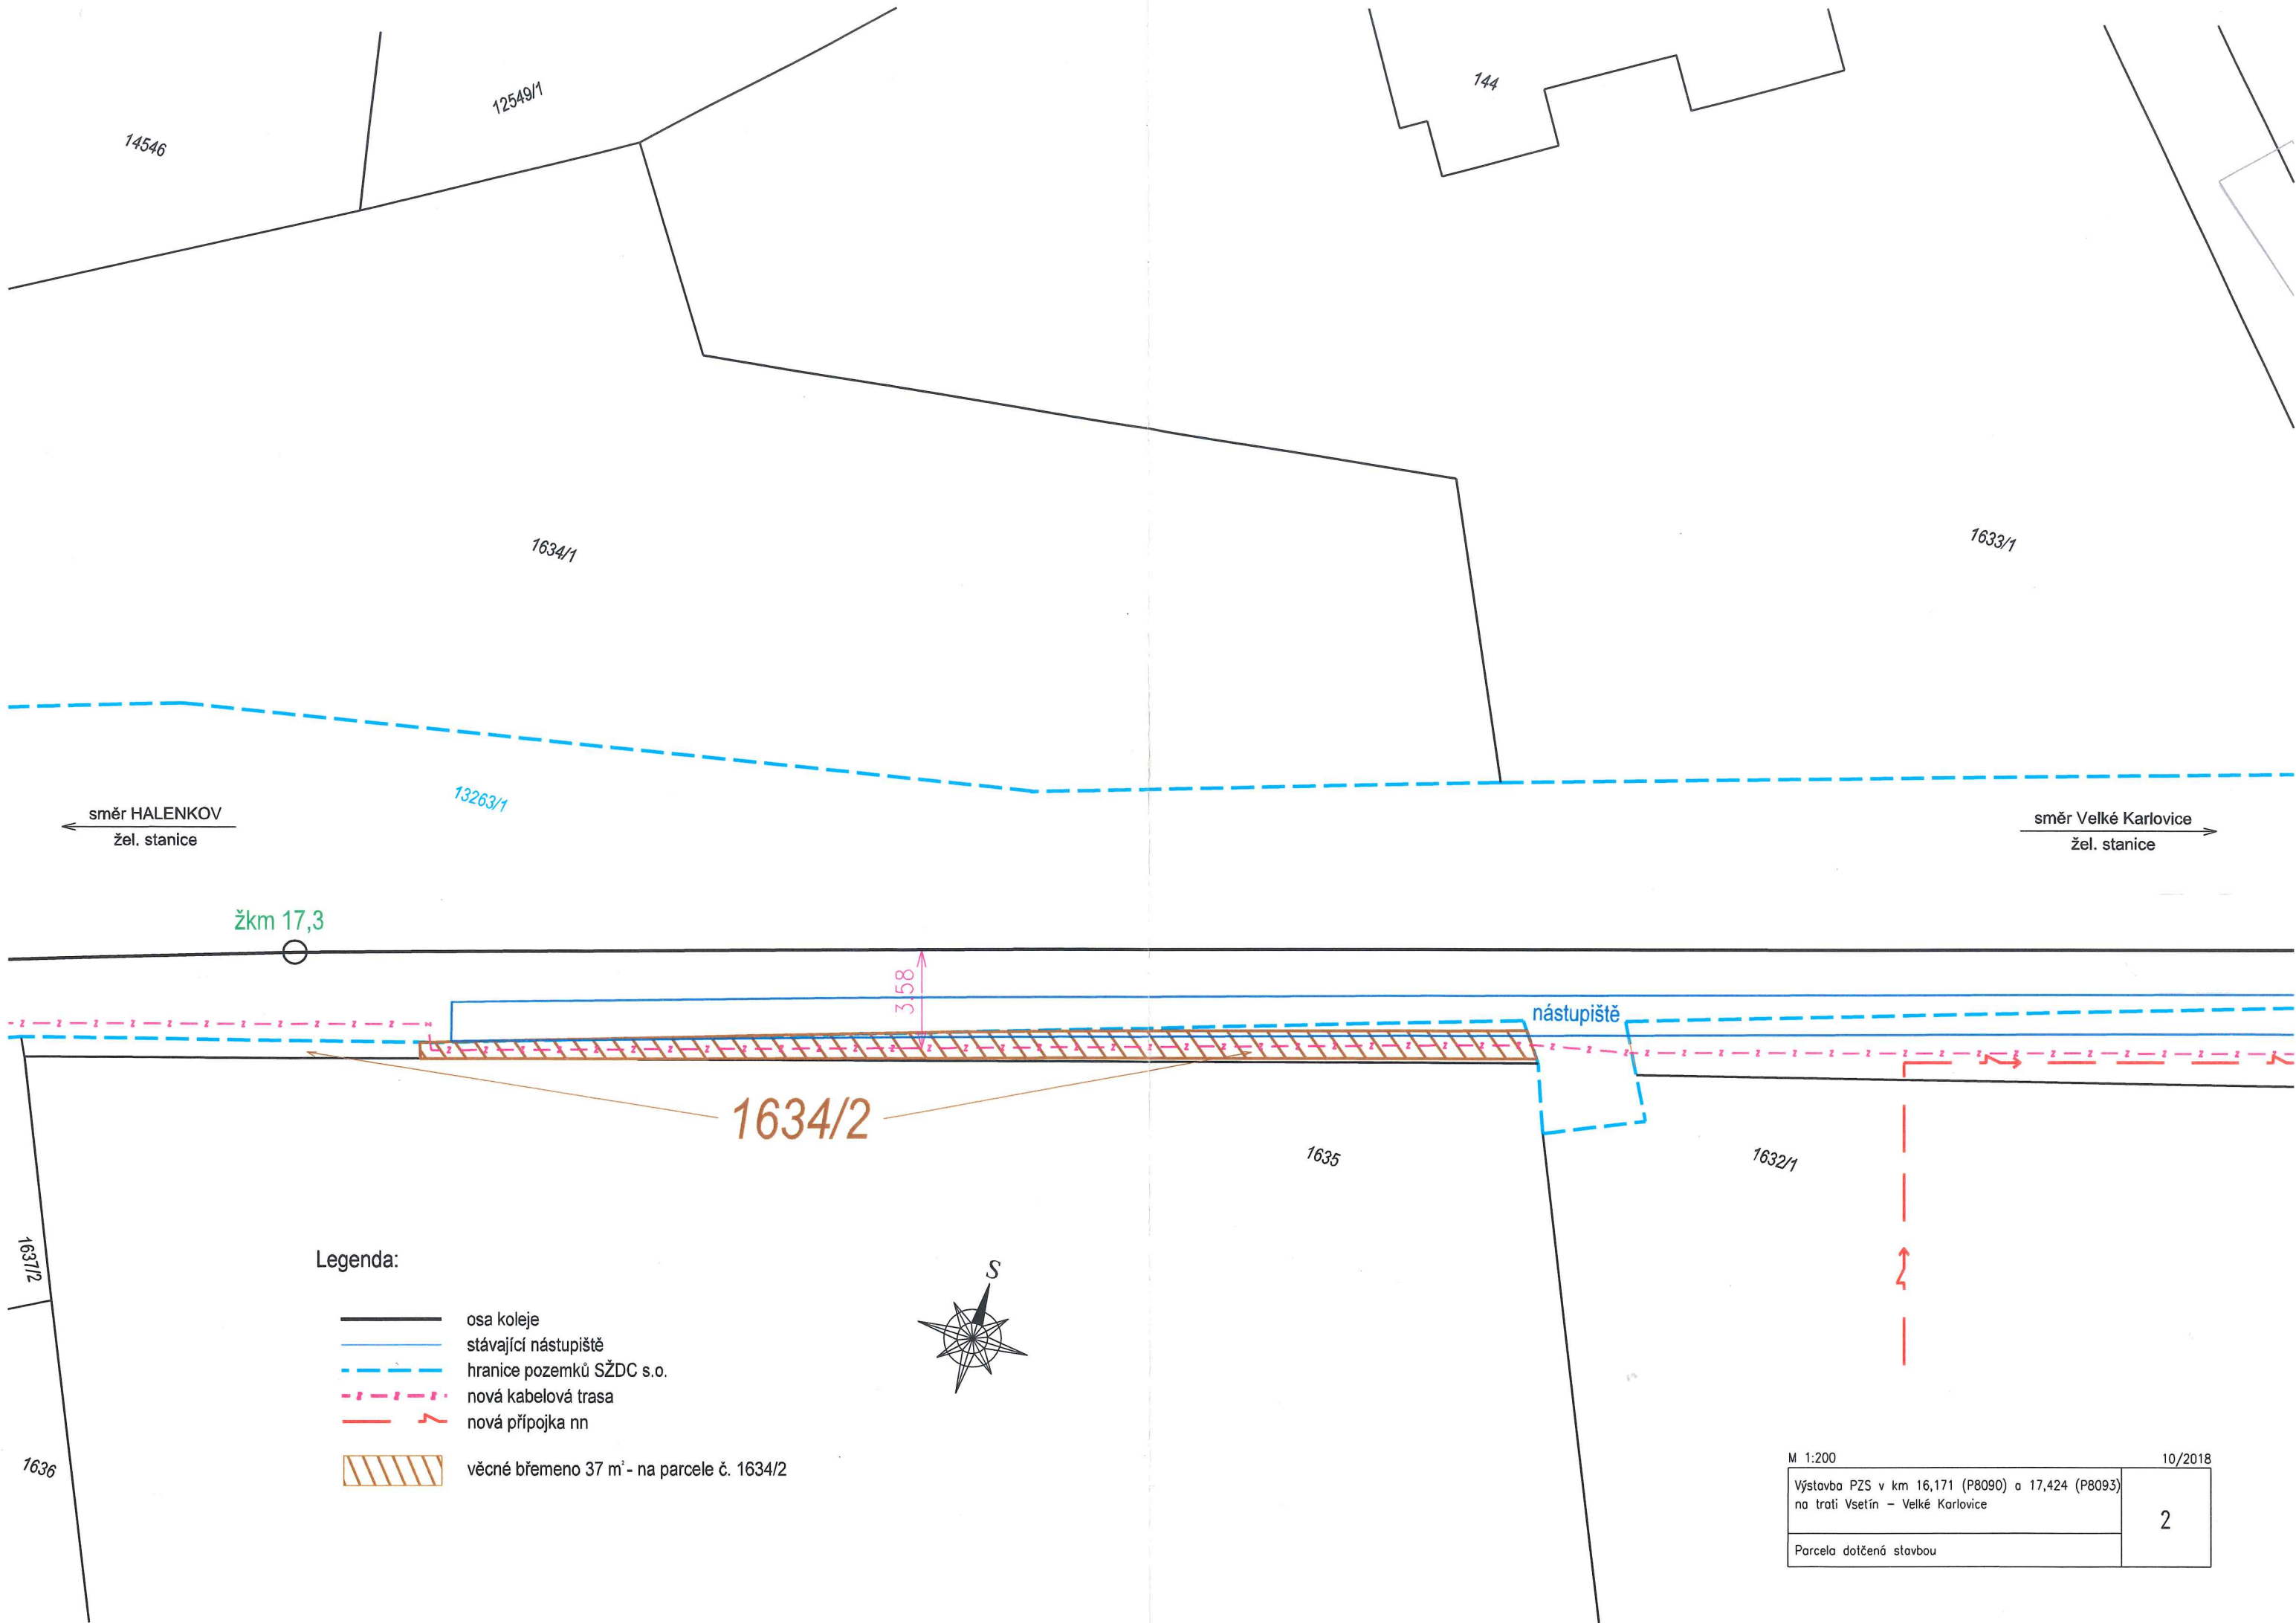 144
12549/1
14546
1634/1
1633/1
13263/1
směr HALENKOV
žel. stanice
směr Velké Karlovice
žel. stanice
žkm 17,3
3,58
nástupiště
1634/2
1635
1632/1
1637/2
1636
Legenda:
osa koleje
stávající nástupiště
hranice pozemků SŽDC s.o.
nová kabelová trasa
nová přípojka nn
věcné břemeno 37 m² - na parcele č. 1634/2
S
M 1:200
10/2018
Výstavba PZS v km 16,171 (P8090) a 17,424 (P8093)
na trati Vsetín – Velké Karlovice
2
Parcela dotčená stavbou